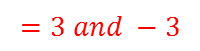 = 3 and − 3